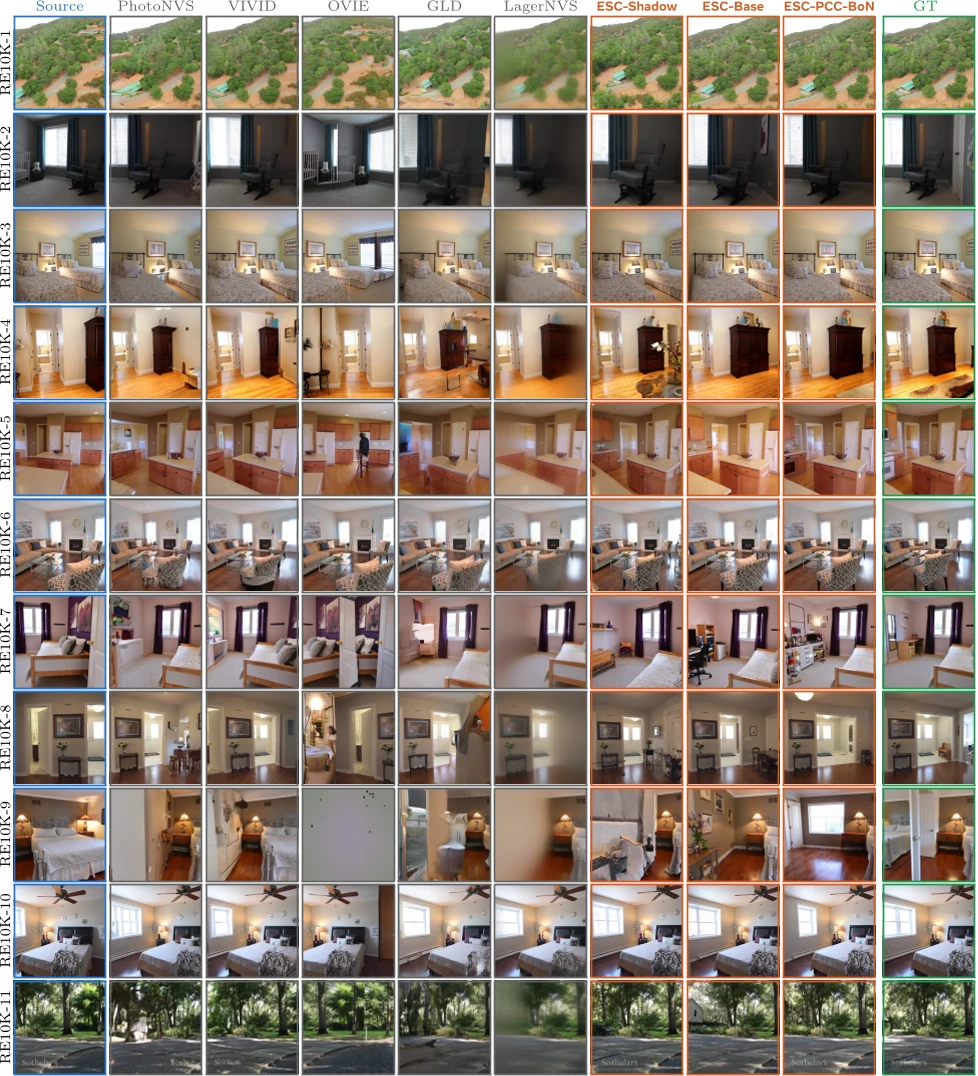 Source PhotoNVS VIVID OVIE GLD LagerNVS ESC-Shadow ESC-Base ESC-PCC-BoN GT
RE10K-1
RE10K-2
RE10K-3
RE10K-4
RE10K-5
RE10K-6
RE10K-7
RE10K-8
RE10K-9
RE10K-10
RE10K-11